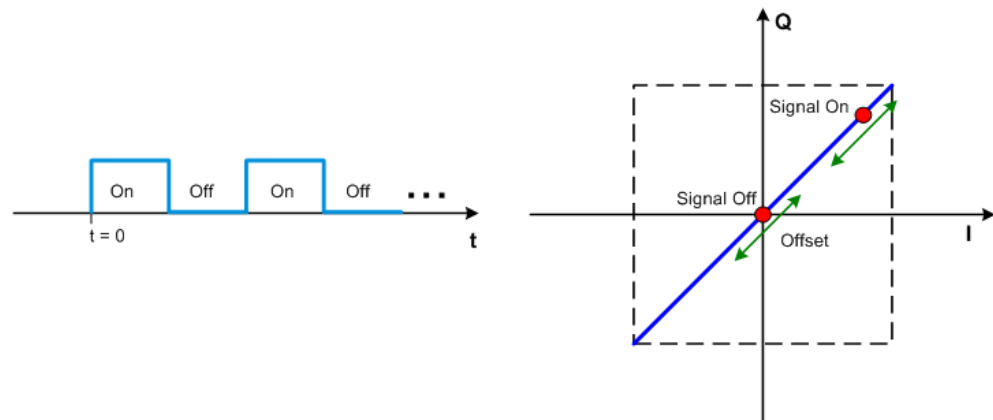 On
Off
On
Off
...
t = 0
t
Q
Signal On
Signal Off
Offset
I